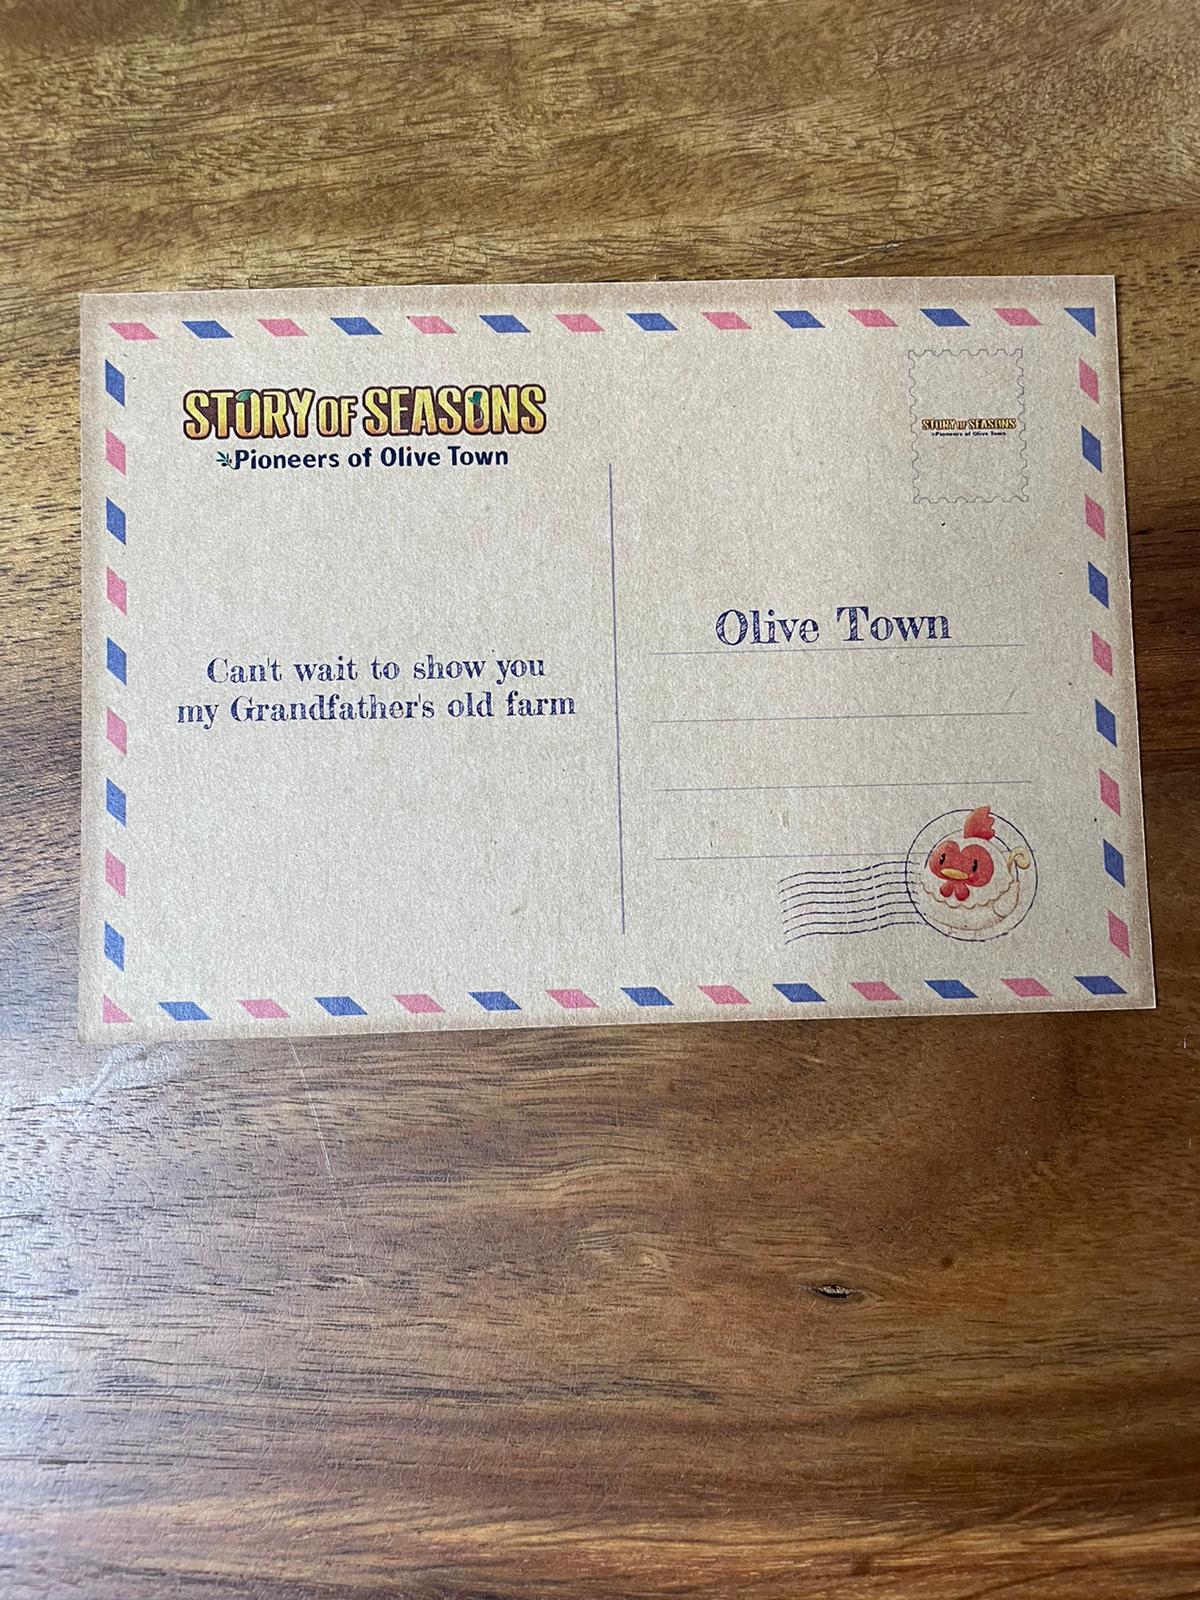 STORY OF SEASONS
Pioneers of Olive Town
STORY OF SEASONS
Pioneers of Olive Town
Can't wait to show you
my Grandfather's old farm
Olive Town